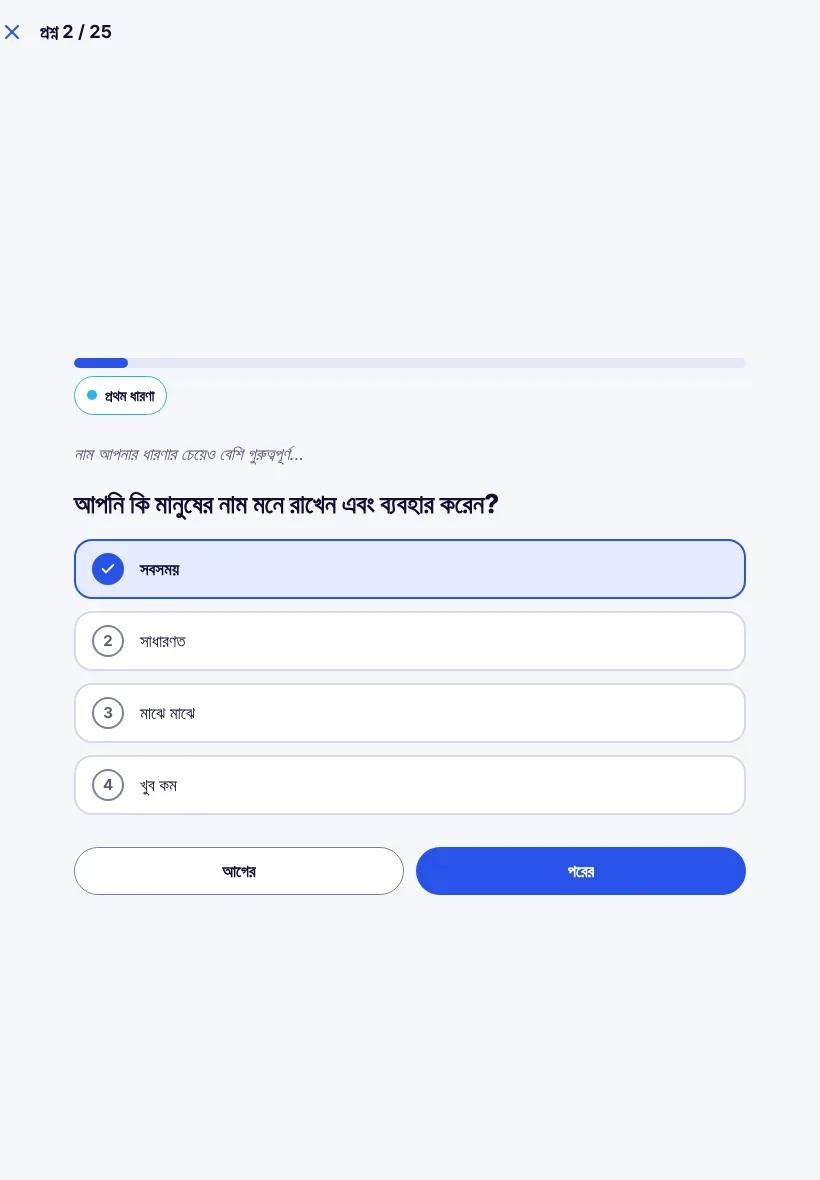 প্রশ্ন 2 / 25
প্রথম ধারণা
নাম আপনার ধারণার চেয়েও বেশি গুরুত্বপূর্ণ...
আপনি কি মানুষের নাম মনে রাখেন এবং ব্যবহার করেন?
সবসময়
2 সাধারণত
3 মাঝে মাঝে
4 খুব কম
আগের পরের